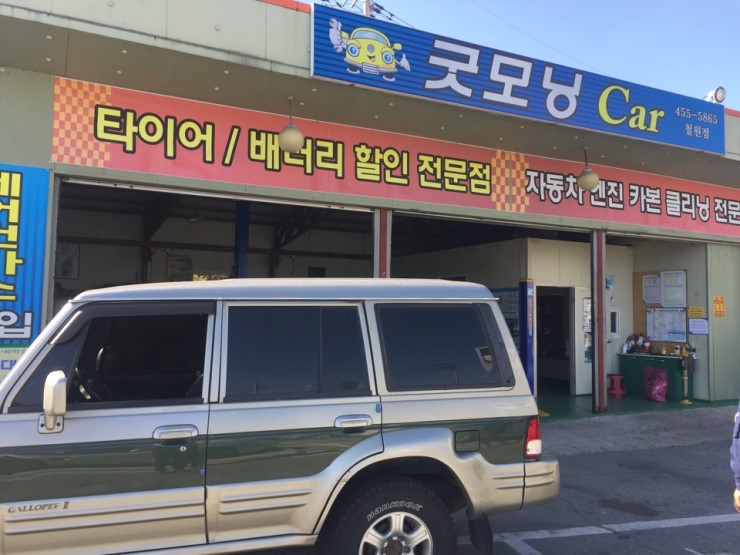 굿모닝 Car
455-5865
철원점
타이어 / 배터리 할인 전문점
자동차 엔진 카본 클리닝 전문
GALLOPER II
HANKOOK